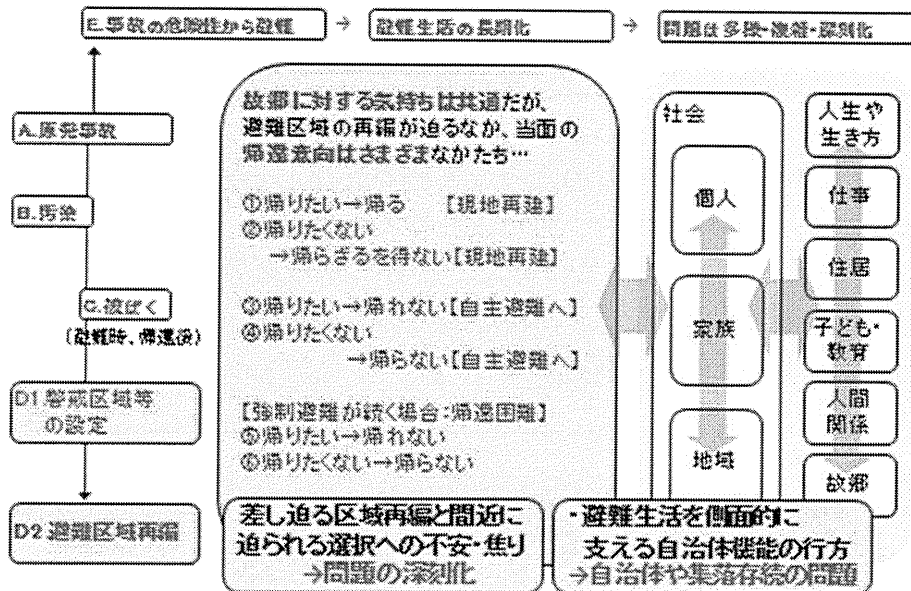 E.事故の危険性から避難 → 避難生活の長期化 → 問題は多様・複雑・深刻化
A.原発事故
B.汚染
C.被ばく
(避難時、帰還後)
D1.警戒区域等
の設定
D2.避難区域再編
故郷に対する気持ちは共通だが、
避難区域の再編が迫るなか、当面の
帰還意向はさまざまなかたち…
①帰りたい→帰る 【現地再建】
②帰りたくない
→帰らざるを得ない【現地再建】
③帰りたい→帰れない【自主避難へ】
④帰りたくない
→帰らない【自主避難へ】
【強制避難が続く場合:帰還困難】
⑤帰りたい→帰れない
⑥帰りたくない→帰らない
差し迫る区域再編と間近に
迫られる選択への不安・焦り
→問題の深刻化
社会
個人
家族
地域
人生や
生き方
仕事
住居
子ども・
教育
人間
関係
故郷
・避難生活を側面的に
支える自治体機能の行方
→自治体や集落存続の問題